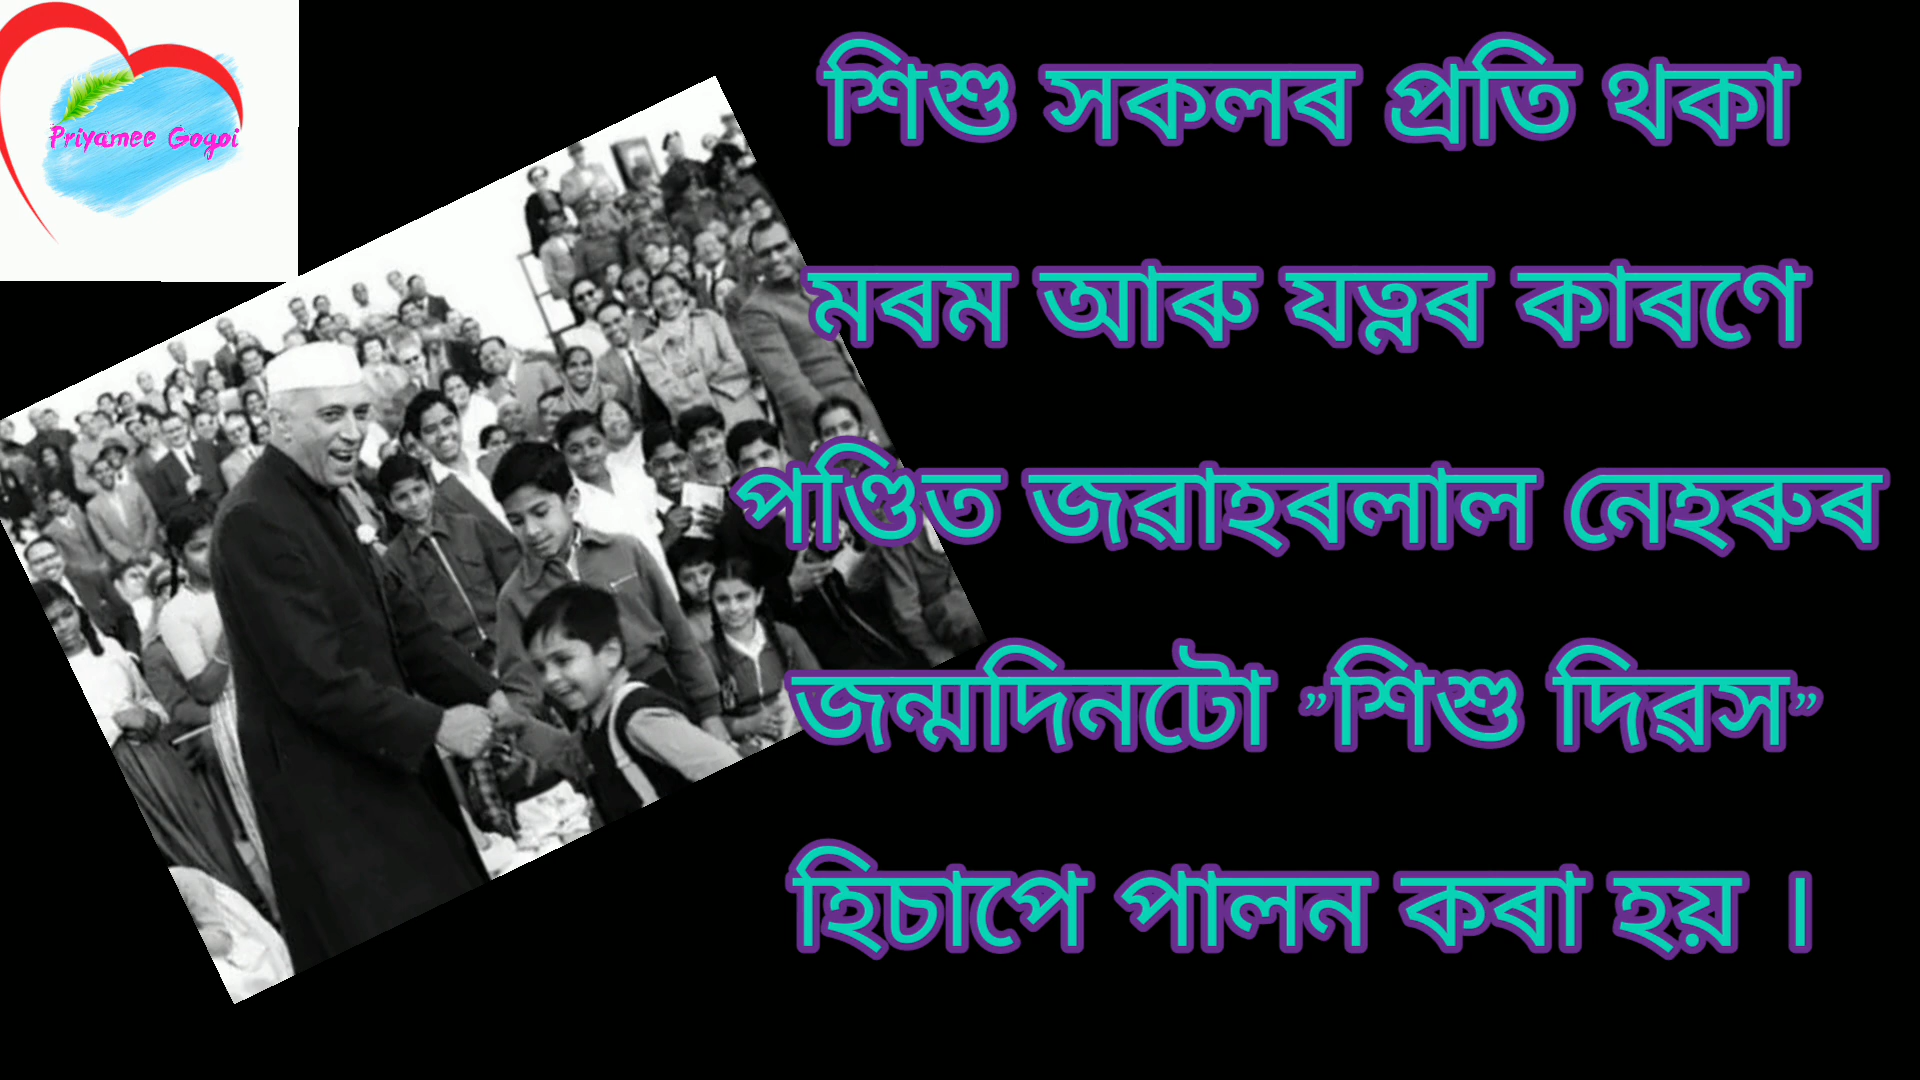 Priyamee Gogoi
শিশু সকলৰ প্ৰতি থকা
মৰম আৰু যত্নৰ কাৰণে
পণ্ডিত জৱাহৰলাল নেহৰুৰ
জন্মদিনটো ”শিশু দিৱস”
হিচাপে পালন কৰা হয় ।